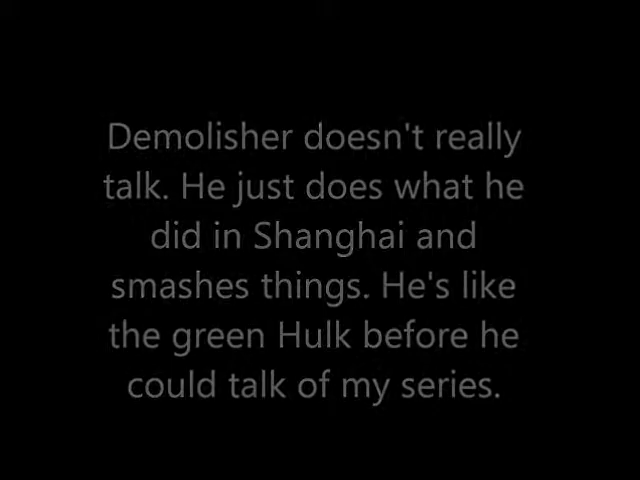 Demolisher doesn't really
talk. He just does what he
did in Shanghai and
smashes things. He's like
the green Hulk before he
could talk of my series.